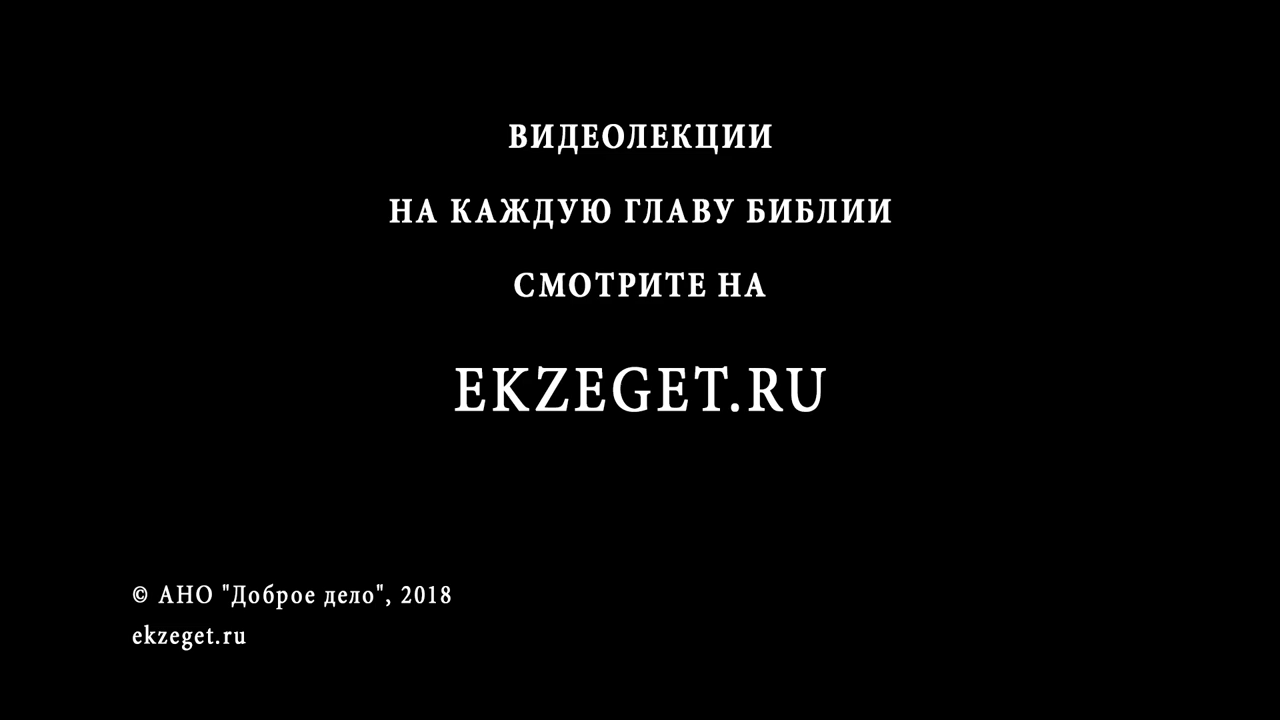 ВИДЕОЛЕКЦИИ
НА КАЖДУЮ ГЛАВУ БИБЛИИ
СМОТРИТЕ НА
EKZEGET.RU
© АНО "Доброе дело", 2018
ekzeget.ru